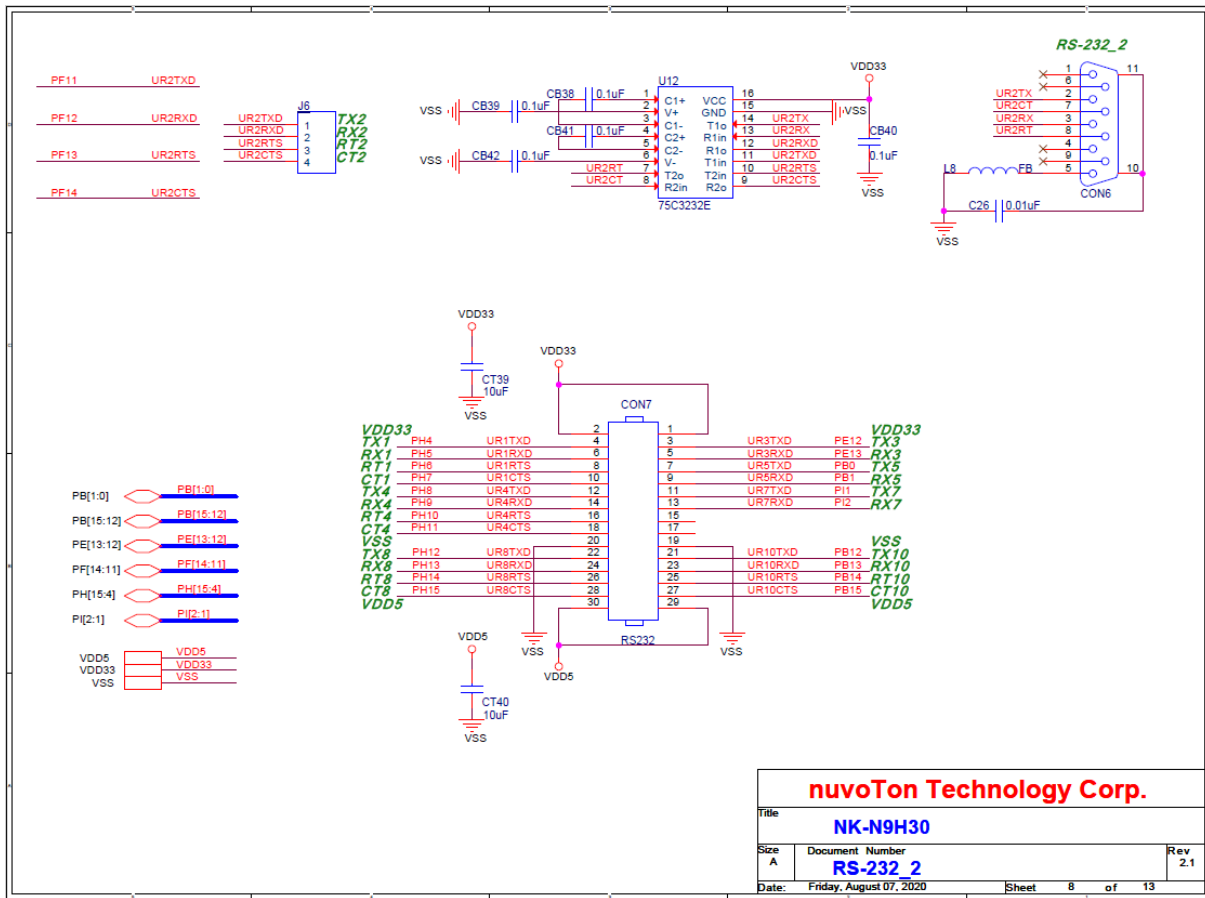 RS-232_2
PF11 UR2TXD
PF12 UR2RXD
PF13 UR2RTS
PF14 UR2CTS
J6
UR2TXD 1 TX2
UR2RXD 2 RX2
UR2RTS 3 RT2
UR2CTS 4 CT2
U12
VDD33
CB38 0.1uF 1 C1+ VCC 16
VSS CB39 0.1uF 2 V+ GND 15 VSS
3 C1- T1o 14 UR2TX
CB41 0.1uF 4 C2+ R1in 13 UR2RX
5 C2- R1o 12 UR2RXD
VSS CB42 0.1uF 6 V- T1in 11 UR2TXD
UR2RT 7 T2o T2in 10 UR2RTS
UR2CT 8 R2in R2o 9 UR2CTS
75C3232E
CB40
0.1uF
VSS
1 11
6
UR2TX 2
UR2CT 7
UR2RX 3
UR2RT 8
4
9
L8 FB 5 10
CON6
C26 0.01uF
VSS
VDD33
CT39
10uF
VSS
VDD33
CON7
VDD33 2 1 VDD33
TX1 PH4 UR1TXD 4 3 UR3TXD PE12 TX3
RX1 PH5 UR1RXD 6 5 UR3RXD PE13 RX3
RT1 PH6 UR1RTS 8 7 UR5TXD PB0 TX5
CT1 PH7 UR1CTS 10 9 UR5RXD PB1 RX5
TX4 PH8 UR4TXD 12 11 UR7TXD PI1 TX7
RX4 PH9 UR4RXD 14 13 UR7RXD PI2 RX7
RT4 PH10 UR4RTS 16 15
CT4 PH11 UR4CTS 18 17
VSS 20 19 VSS
TX8 PH12 UR8TXD 22 21 UR10TXD PB12 TX10
RX8 PH13 UR8RXD 24 23 UR10RXD PB13 RX10
RT8 PH14 UR8RTS 26 25 UR10RTS PB14 RT10
CT8 PH15 UR8CTS 28 27 UR10CTS PB15 CT10
VDD5 30 29 VDD5
RS232
VSS
VSS
VDD5
VDD5
CT40
10uF
VSS
PB[1:0] PB[1:0]
PB[15:12] PB[15:12]
PE[13:12] PE[13:12]
PF[14:11] PF[14:11]
PH[15:4] PH[15:4]
PI[2:1] PI[2:1]
VDD5 VDD5
VDD33 VDD33
VSS VSS
nuvoTon Technology Corp.
Title
NK-N9H30
Size Document Number Rev
A RS-232_2 2.1
Date: Friday, August 07, 2020 Sheet 8 of 13